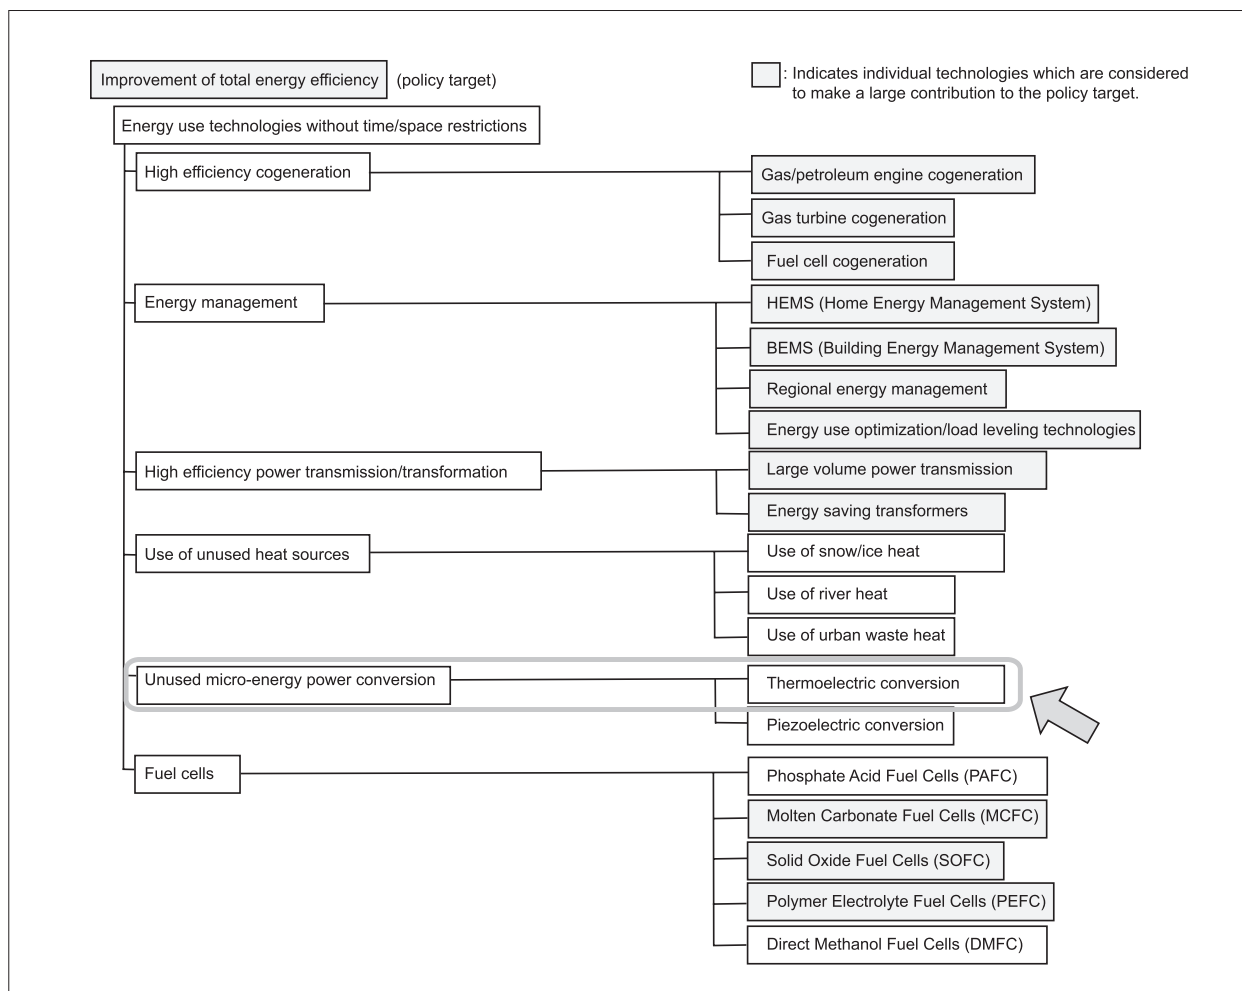 Improvement of total energy efficiency (policy target)
: Indicates individual technologies which are considered
to make a large contribution to the policy target.
Energy use technologies without time/space restrictions
High efficiency cogeneration
Gas/petroleum engine cogeneration
Gas turbine cogeneration
Fuel cell cogeneration
Energy management
HEMS (Home Energy Management System)
BEMS (Building Energy Management System)
Regional energy management
Energy use optimization/load leveling technologies
High efficiency power transmission/transformation
Large volume power transmission
Energy saving transformers
Use of unused heat sources
Use of snow/ice heat
Use of river heat
Use of urban waste heat
Unused micro-energy power conversion
Thermoelectric conversion
Piezoelectric conversion
Fuel cells
Phosphate Acid Fuel Cells (PAFC)
Molten Carbonate Fuel Cells (MCFC)
Solid Oxide Fuel Cells (SOFC)
Polymer Electrolyte Fuel Cells (PEFC)
Direct Methanol Fuel Cells (DMFC)